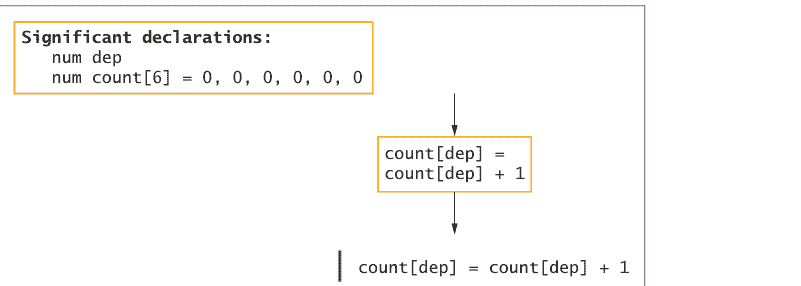 Significant declarations:
num dep
num count[6] = 0, 0, 0, 0, 0, 0
count[dep] =
count[dep] + 1
count[dep] = count[dep] + 1